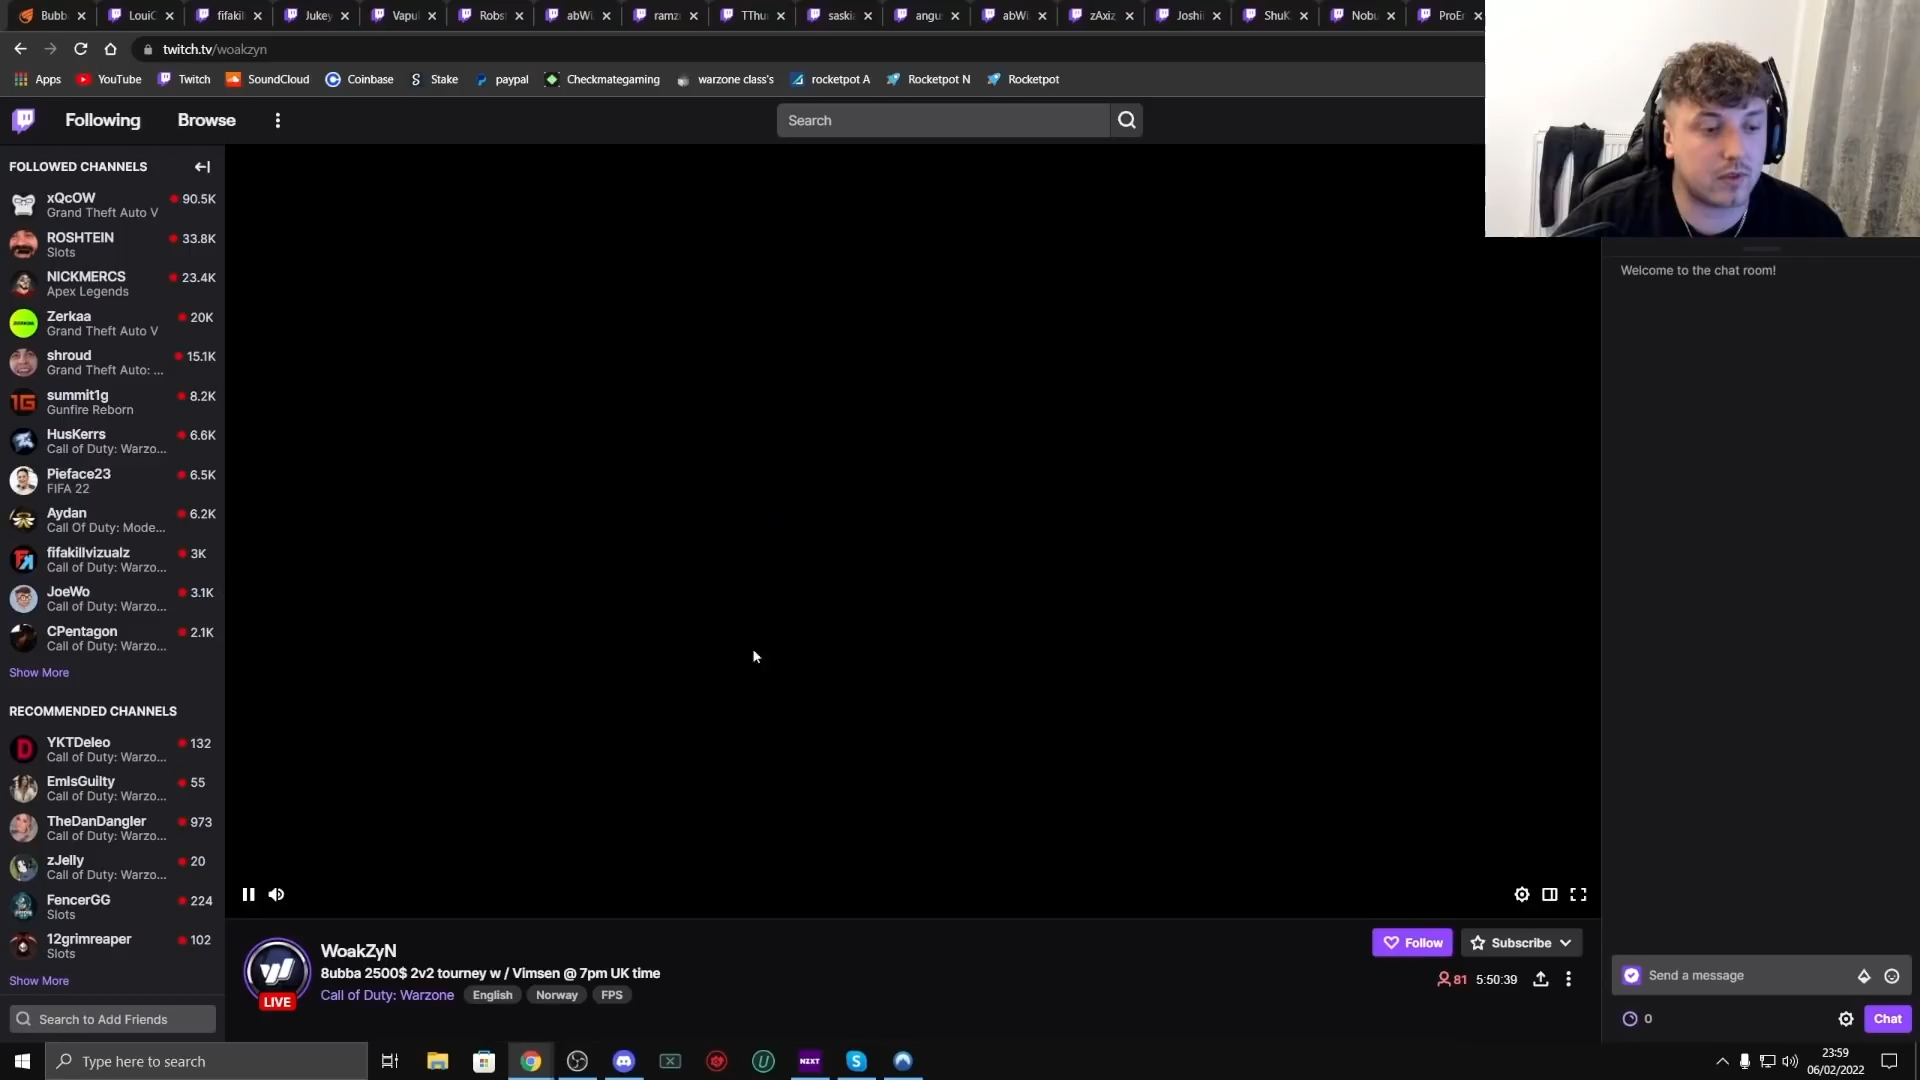 Bubb
LouiC
fifakil
Jukey
Vapul
Robs
abWi
ramz
TThu
saski
angu
abWi
zAxiz
Joshi
ShuK
Nobu
ProEr
twitch.tv/woakzyn
Apps
YouTube
Twitch
SoundCloud
Coinbase
Stake
paypal
Checkmategaming
warzone class's
rocketpot A
Rocketpot N
Rocketpot
Following
Browse
Search
FOLLOWED CHANNELS
xQcOW 90.5K
Grand Theft Auto V
ROSHTEIN 33.8K
Slots
NICKMERCS 23.4K
Apex Legends
Zerkaa 20K
Grand Theft Auto V
shroud 15.1K
Grand Theft Auto: ...
summit1g 8.2K
Gunfire Reborn
HusKerrs 6.6K
Call of Duty: Warzo...
Pieface23 6.5K
FIFA 22
Aydan 6.2K
Call Of Duty: Mode...
fifakillvizualz 3K
Call of Duty: Warzo...
JoeWo 3.1K
Call of Duty: Warzo...
CPentagon 2.1K
Call of Duty: Warzo...
Show More
RECOMMENDED CHANNELS
YKTDeleo 132
Call of Duty: Warzo...
EmIsGuilty 55
Call of Duty: Warzo...
TheDanDangler 973
Call of Duty: Warzo...
zJelly 20
Call of Duty: Warzo...
FencerGG 224
Slots
12grimreaper 102
Slots
Show More
Search to Add Friends
WoakZyN
8ubba 2500$ 2v2 tourney w / Vimsen @ 7pm UK time
Call of Duty: Warzone English Norway FPS
LIVE
Follow
Subscribe
81 5:50:39
Welcome to the chat room!
Send a message
0
Chat
Type here to search
NZXT
23:59
06/02/2022